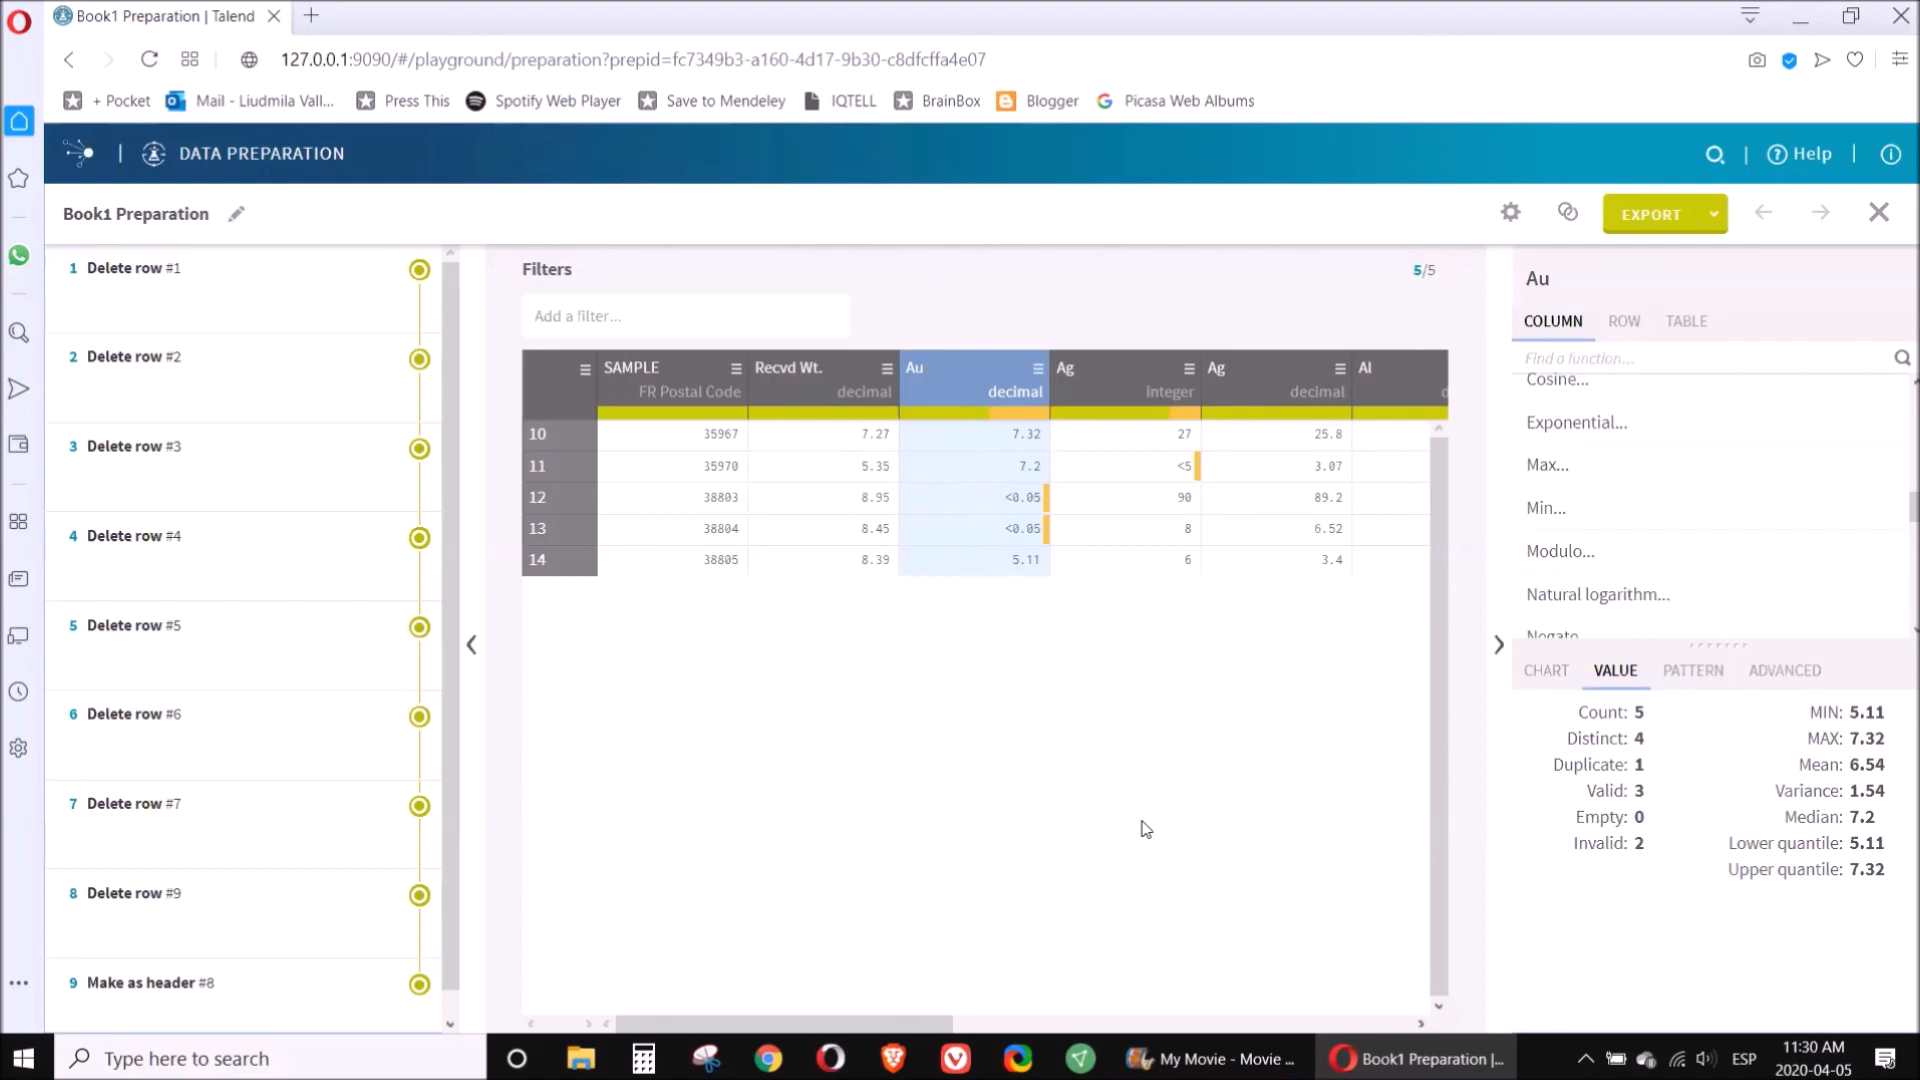 Book1 Preparation | Talend
127.0.0.1:9090/#/playground/preparation?prepid=fc7349b3-a160-4d17-9b30-c8dfcffa4e07
+ Pocket Mail - Liudmila Vall... Press This Spotify Web Player Save to Mendeley IQTELL BrainBox Blogger Picasa Web Albums
DATA PREPARATION
Help
Book1 Preparation
EXPORT
1 Delete row #1
2 Delete row #2
3 Delete row #3
4 Delete row #4
5 Delete row #5
6 Delete row #6
7 Delete row #7
8 Delete row #9
9 Make as header #8
Filters 5/5
Add a filter...
SAMPLE Recvd Wt. Au Ag Ag Al
FR Postal Code decimal decimal integer decimal d
10 35967 7.27 7.32 27 25.8
11 35970 5.35 7.2 <5 3.07
12 38803 8.95 <0.05 90 89.2
13 38804 8.45 <0.05 8 6.52
14 38805 8.39 5.11 6 3.4
Au
COLUMN ROW TABLE
Find a function...
Cosine...
Exponential...
Max...
Min...
Modulo...
Natural logarithm...
Negate
CHART VALUE PATTERN ADVANCED
Count: 5 MIN: 5.11
Distinct: 4 MAX: 7.32
Duplicate: 1 Mean: 6.54
Valid: 3 Variance: 1.54
Empty: 0 Median: 7.2
Invalid: 2 Lower quantile: 5.11
Upper quantile: 7.32
Type here to search
My Movie - Movie ...
Book1 Preparation |...
ESP
11:30 AM
2020-04-05